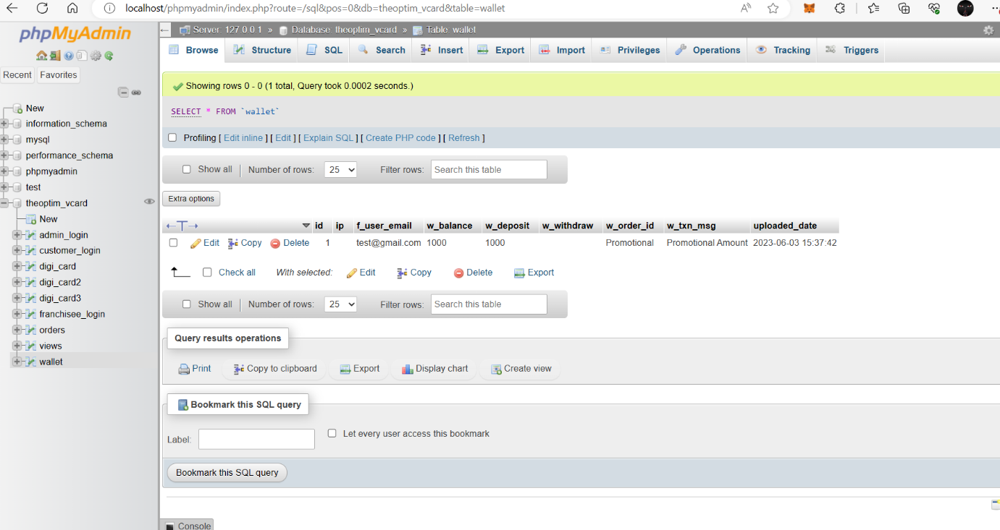 localhost/phpmyadmin/index.php?route=/sql&pos=0&db=theoptim_vcard&table=wallet
phpMyAdmin
Recent Favorites
New
information_schema
mysql
performance_schema
phpmyadmin
test
theoptim_vcard
New
admin_login
customer_login
digi_card
digi_card2
digi_card3
franchisee_login
orders
views
wallet
Server: 127.0.0.1 » Database: theoptim_vcard » Table: wallet
Browse Structure SQL Search Insert Export Import Privileges Operations Tracking Triggers
Showing rows 0 - 0 (1 total, Query took 0.0002 seconds.)
SELECT * FROM `wallet`
Profiling [ Edit inline ] [ Edit ] [ Explain SQL ] [ Create PHP code ] [ Refresh ]
Show all Number of rows: 25 Filter rows: Search this table
Extra options
←T→ id ip f_user_email w_balance w_deposit w_withdraw w_order_id w_txn_msg uploaded_date
Edit Copy Delete 1 test@gmail.com 1000 1000 Promotional Promotional Amount 2023-06-03 15:37:42
Check all With selected: Edit Copy Delete Export
Show all Number of rows: 25 Filter rows: Search this table
Query results operations
Print Copy to clipboard Export Display chart Create view
Bookmark this SQL query
Label: Let every user access this bookmark
Bookmark this SQL query
Console